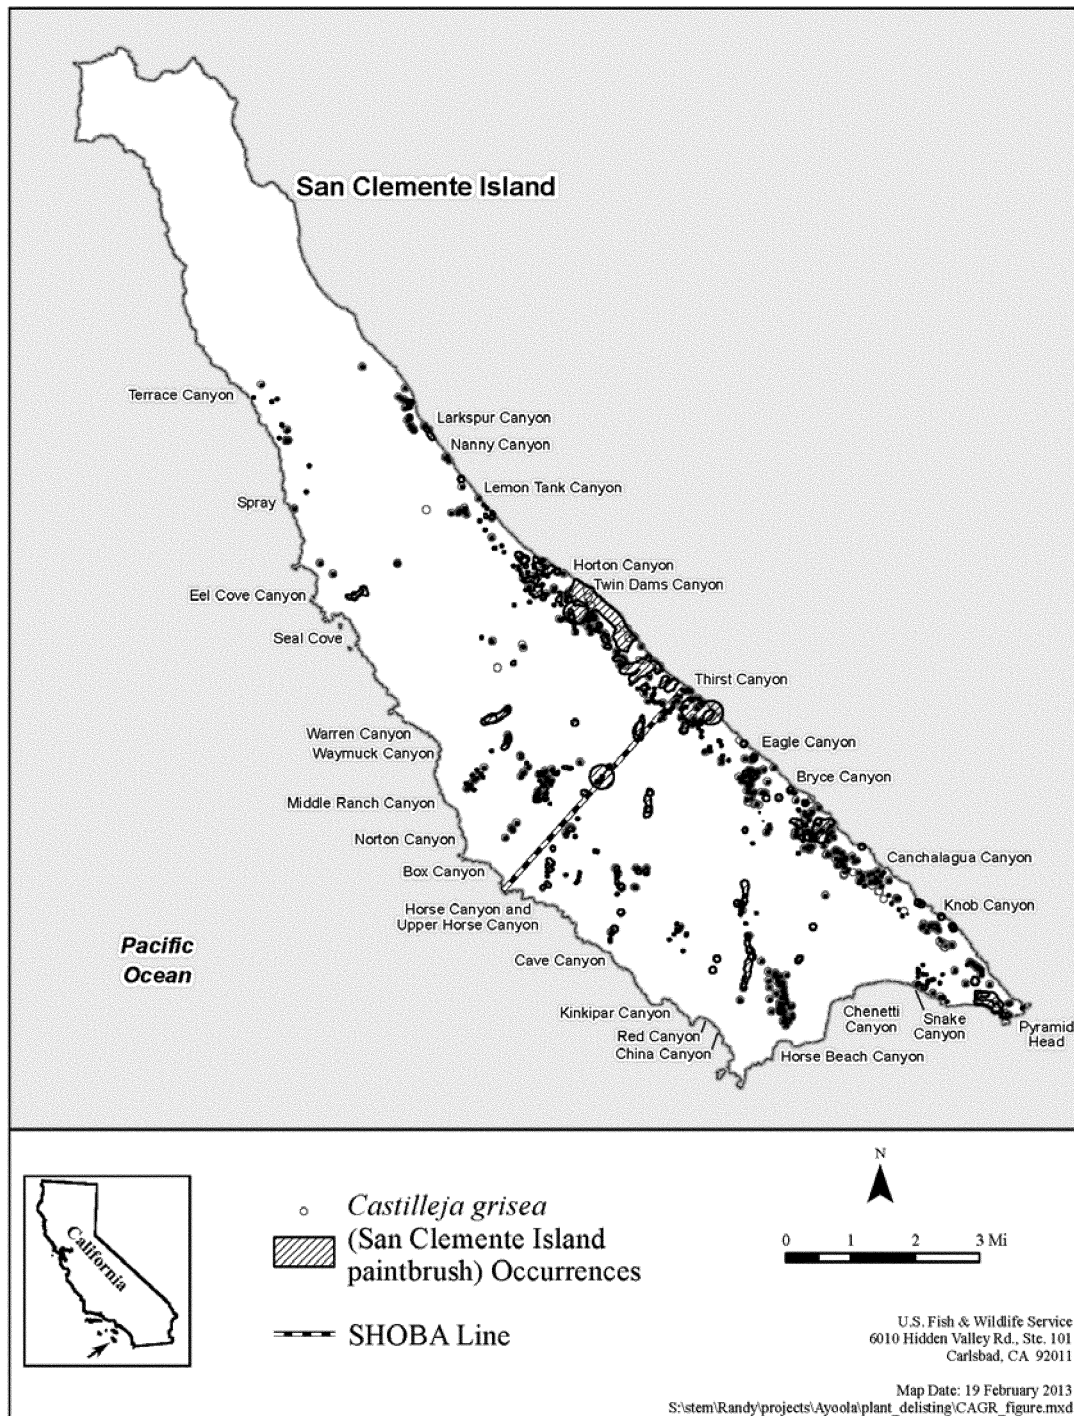 San Clemente Island
Terrace Canyon
Larkspur Canyon
Nanny Canyon
Lemon Tank Canyon
Spray
Horton Canyon
Twin Dams Canyon
Eel Cove Canyon
Seal Cove
Thirst Canyon
Warren Canyon
Waymuck Canyon
Eagle Canyon
Bryce Canyon
Middle Ranch Canyon
Norton Canyon
Box Canyon
Canchalagua Canyon
Horse Canyon and
Upper Horse Canyon
Knob Canyon
Pacific
Ocean
Cave Canyon
Kinkipar Canyon
Red Canyon
China Canyon
Chenetti
Canyon
Snake
Canyon
Pyramid
Head
Horse Beach Canyon
California
Castilleja grisea
(San Clemente Island
paintbrush) Occurrences
SHOBA Line
N
0 1 2 3 Mi
U.S. Fish & Wildlife Service
6010 Hidden Valley Rd., Ste. 101
Carlsbad, CA 92011
Map Date: 19 February 2013
S:\stem\Randy\projects\Ayoola\plant_delisting\CAGR_figure.mxd